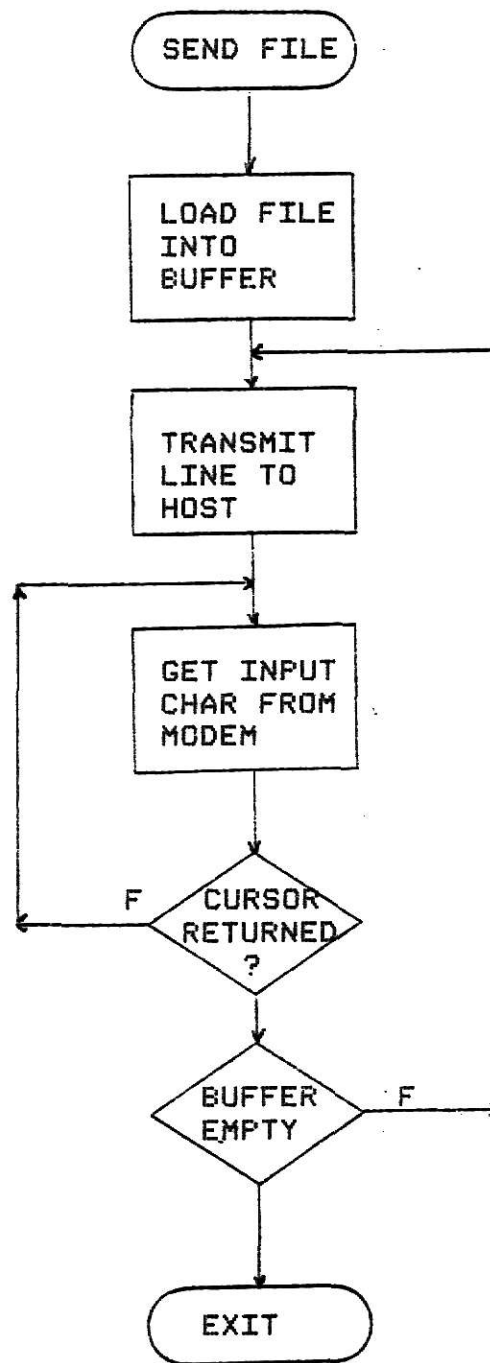 SEND FILE
LOAD FILE
INTO
BUFFER
TRANSMIT
LINE TO
HOST
GET INPUT
CHAR FROM
MODEM
F
CURSOR
RETURNED
?
BUFFER
EMPTY
F
EXIT